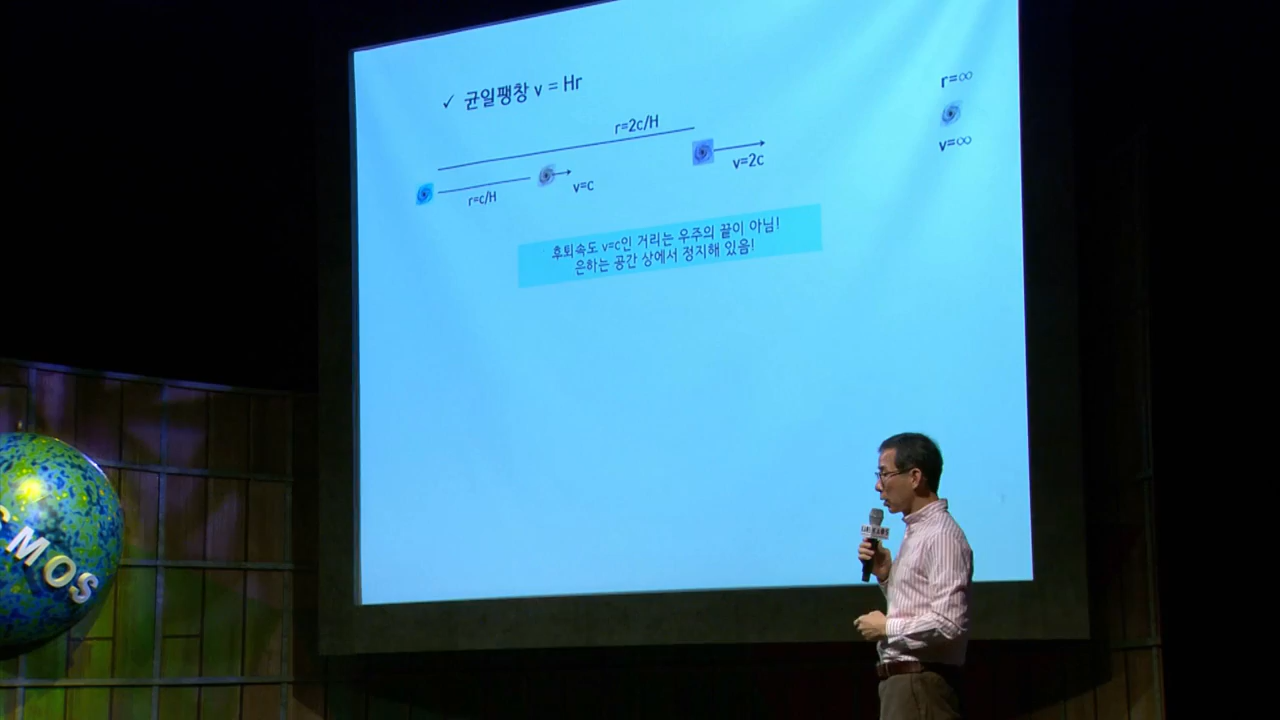 ✓ 균일팽창 v = Hr
r=∞
r=2c/H
v=2c
v=∞
r=c/H
v=c
후퇴속도 v=c인 거리는 우주의 끝이 아님!
은하는 공간 상에서 정지해 있음!
MOS